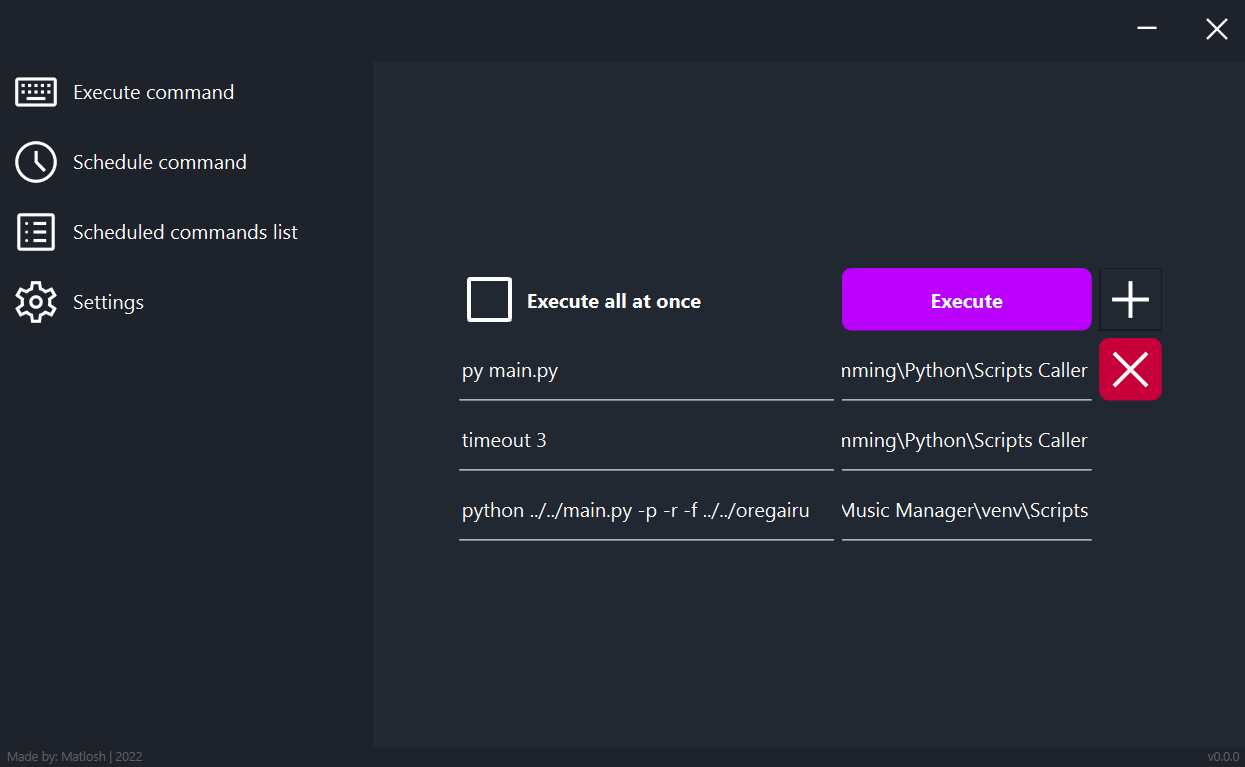 Execute command
Schedule command
Scheduled commands list
Settings
Execute all at once
Execute
py main.py
nming\Python\Scripts Caller
timeout 3
nming\Python\Scripts Caller
python ../../main.py -p -r -f ../../oregairu
Music Manager\venv\Scripts
Made by: Matlosh | 2022
v0.0.0